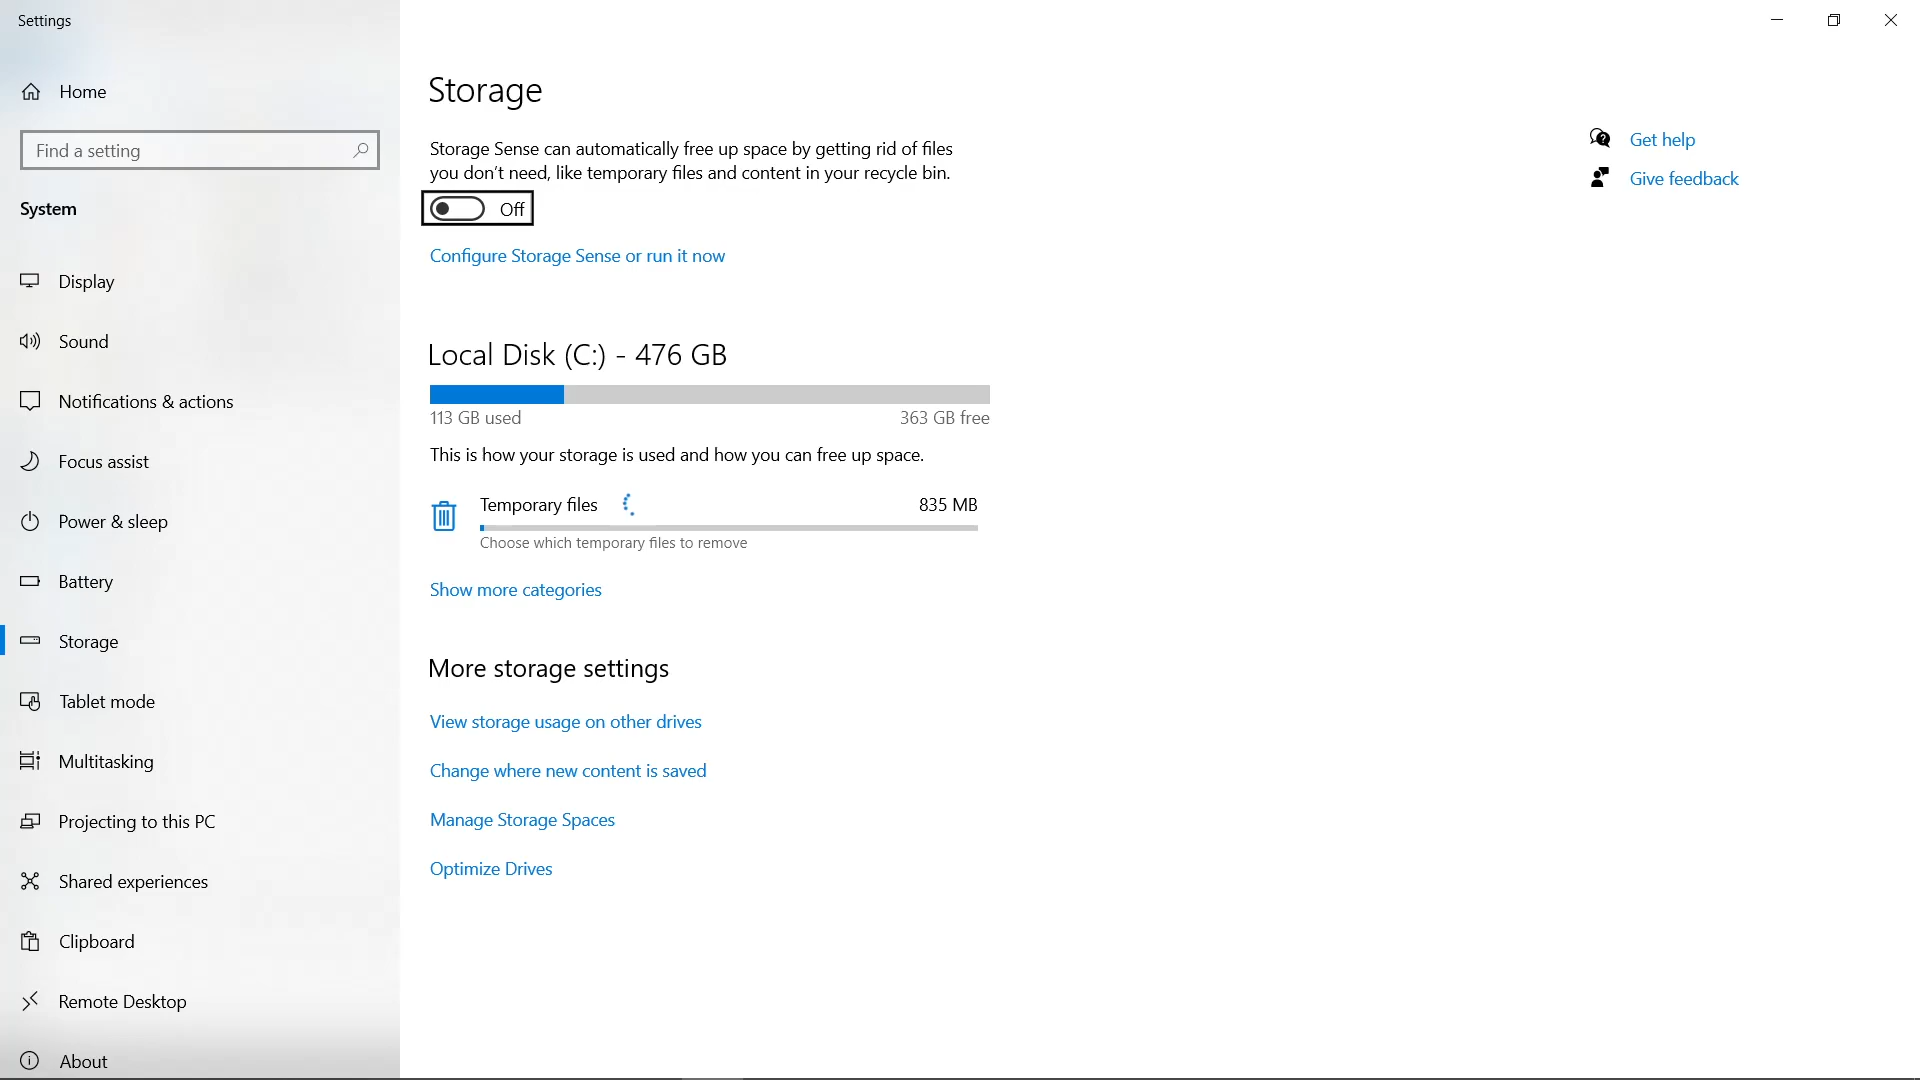 Settings
Home
Find a setting
System
Display
Sound
Notifications & actions
Focus assist
Power & sleep
Battery
Storage
Tablet mode
Multitasking
Projecting to this PC
Shared experiences
Clipboard
Remote Desktop
About
Storage
Storage Sense can automatically free up space by getting rid of files
you don’t need, like temporary files and content in your recycle bin.
Off
Configure Storage Sense or run it now
Local Disk (C:) - 476 GB
113 GB used
363 GB free
This is how your storage is used and how you can free up space.
Temporary files
835 MB
Choose which temporary files to remove
Show more categories
More storage settings
View storage usage on other drives
Change where new content is saved
Manage Storage Spaces
Optimize Drives
Get help
Give feedback